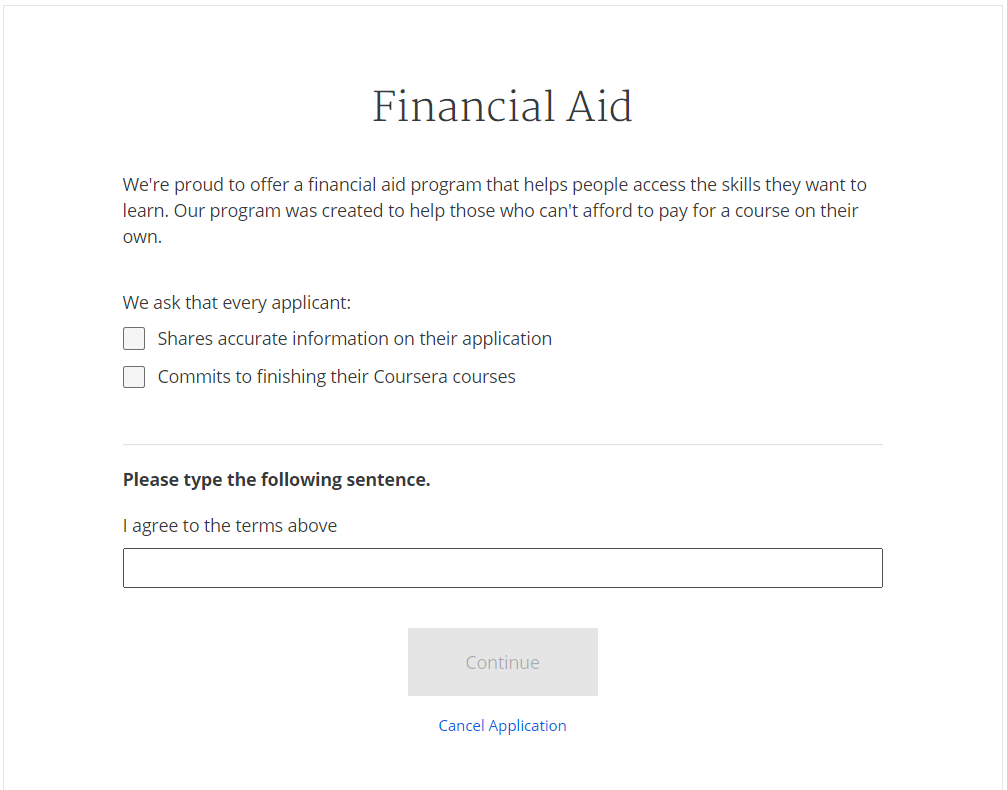 Financial Aid
We're proud to offer a financial aid program that helps people access the skills they want to
learn. Our program was created to help those who can't afford to pay for a course on their
own.
We ask that every applicant:
Shares accurate information on their application
Commits to finishing their Coursera courses
Please type the following sentence.
I agree to the terms above
Continue
Cancel Application